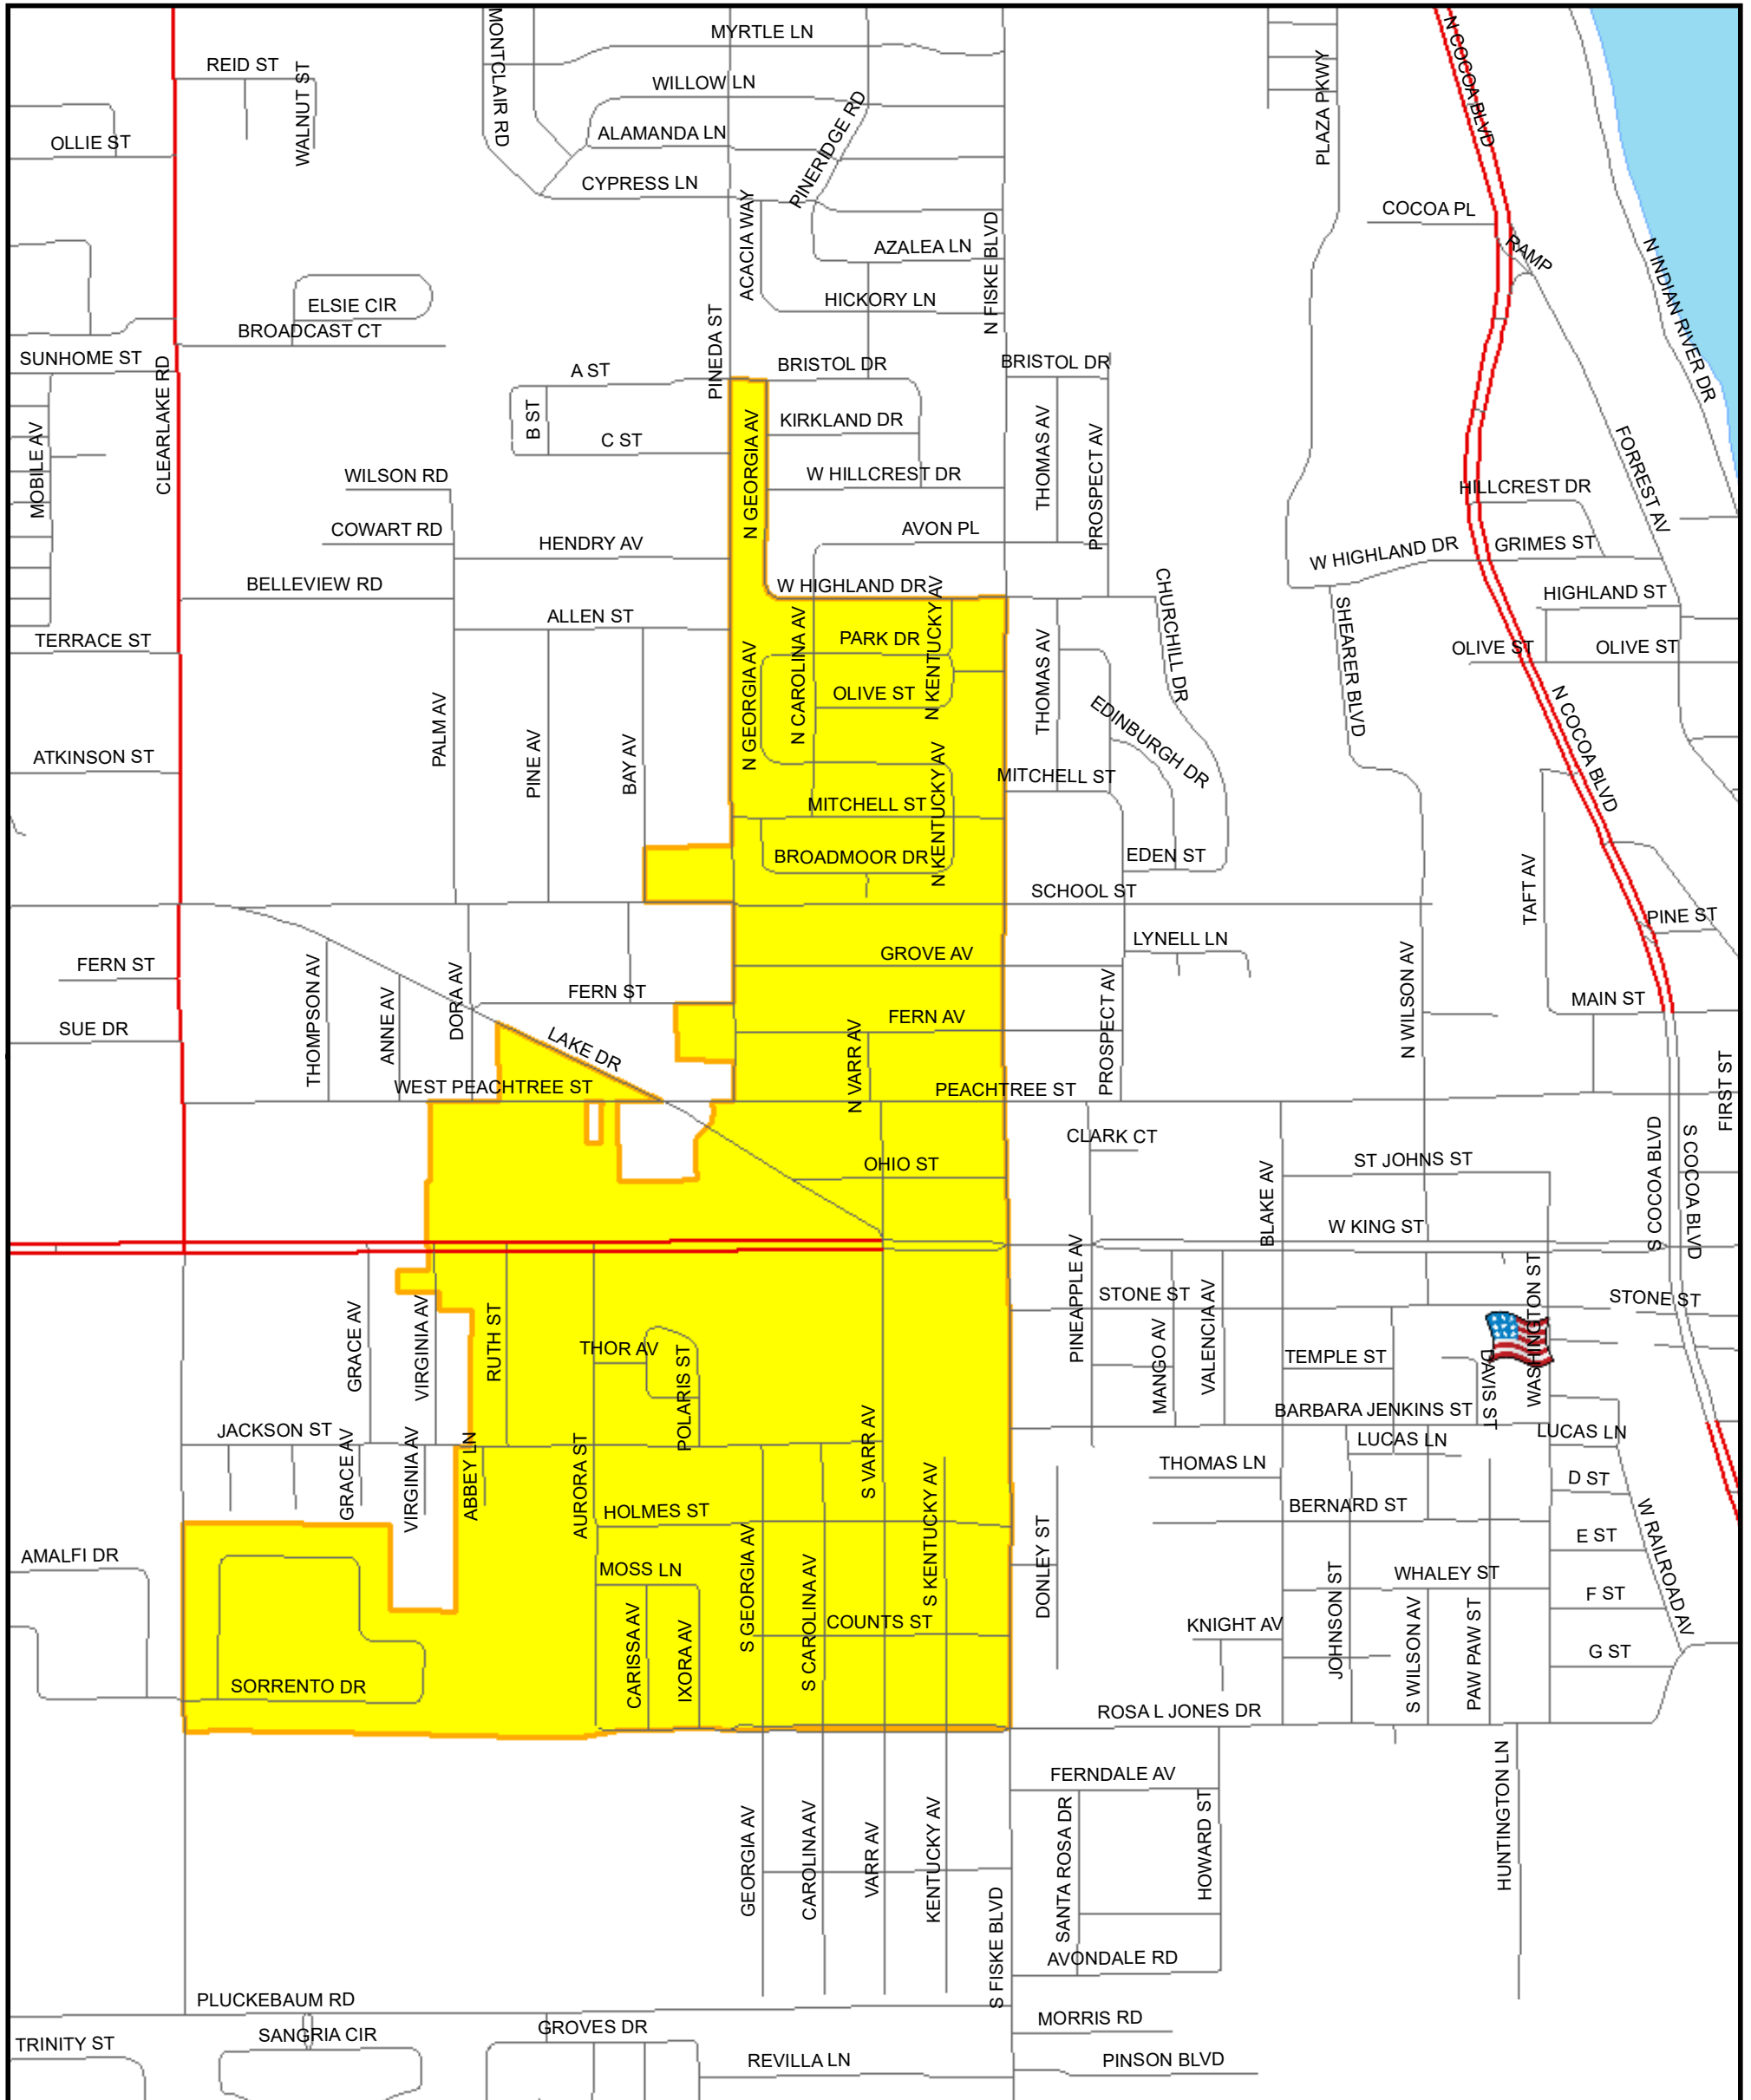 MYRTLE LN
MONTCLAIR RD
N COCOA BLVD
REID ST
WALNUT ST
WILLOW LN
PINERIDGE RD
PLAZA PKWY
OLLIE ST
ALAMANDA LN
CYPRESS LN
ACACIA WAY
N FISKE BLVD
COCOA PL
RAMP
N INDIAN RIVER DR
AZALEA LN
ELSIE CIR
HICKORY LN
BROADCAST CT
SUNHOME ST
CLEARLAKE RD
PINEDA ST
A ST
BRISTOL DR
BRISTOL DR
B ST
C ST
N GEORGIA AV
KIRKLAND DR
THOMAS AV
PROSPECT AV
MOBILE AV
FORREST AV
WILSON RD
W HILLCREST DR
HILLCREST DR
COWART RD
HENDRY AV
AVON PL
W HIGHLAND DR
GRIMES ST
BELLEVIEW RD
W HIGHLAND DR
CHURCHILL DR
SHEARER BLVD
HIGHLAND ST
ALLEN ST
TERRACE ST
N GEORGIA AV
N CAROLINA AV
PARK DR
N KENTUCKY AV
THOMAS AV
OLIVE ST
OLIVE ST
OLIVE ST
EDINBURGH DR
N COCOA BLVD
PALM AV
PINE AV
BAY AV
ATKINSON ST
MITCHELL ST
MITCHELL ST
N KENTUCKY AV
BROADMOOR DR
EDEN ST
TAFT AV
SCHOOL ST
PINE ST
LYNELL LN
FERN ST
THOMPSON AV
ANNE AV
DORA AV
GROVE AV
FERN ST
N WILSON AV
MAIN ST
SUE DR
LAKE DR
FERN AV
N VARR AV
PROSPECT AV
WEST PEACHTREE ST
PEACHTREE ST
FIRST ST
CLARK CT
OHIO ST
BLAKE AV
ST JOHNS ST
S COCOA BLVD
S COCOA BLVD
W KING ST
PINEAPPLE AV
STONE ST
STONE ST
GRACE AV
VIRGINIA AV
RUTH ST
THOR AV
POLARIS ST
MANGO AV
VALENCIA AV
TEMPLE ST
DAVIS ST
WASHINGTON ST
BARBARA JENKINS ST
JACKSON ST
S VARR AV
LUCAS LN
LUCAS LN
GRACE AV
VIRGINIA AV
ABBEY LN
AURORA ST
THOMAS LN
D ST
S KENTUCKY AV
HOLMES ST
BERNARD ST
W RAILROAD AV
AMALFI DR
S GEORGIA AV
S CAROLINA AV
DONLEY ST
E ST
MOSS LN
JOHNSON ST
WHALEY ST
F ST
CARISSA AV
IXORA AV
COUNTS ST
KNIGHT AV
S WILSON AV
PAW PAW ST
G ST
SORRENTO DR
ROSA L JONES DR
FERNDALE AV
HUNTINGTON LN
GEORGIA AV
CAROLINA AV
VARR AV
KENTUCKY AV
SANTA ROSA DR
HOWARD ST
S FISKE BLVD
AVONDALE RD
PLUCKEBAUM RD
MORRIS RD
TRINITY ST
SANGRIA CIR
GROVES DR
REVILLA LN
PINSON BLVD